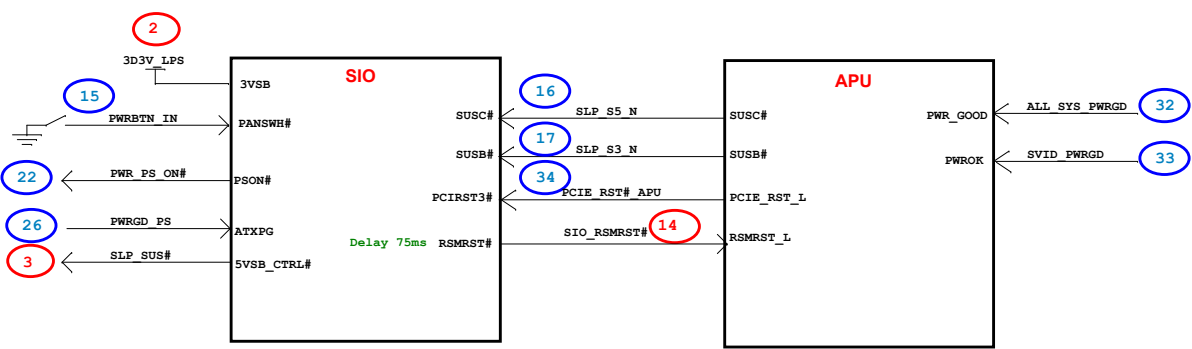 2
3D3V_LPS
SIO
APU
3VSB
15
16
PWRBTN_IN
PANSWH#
SUSC#
SLP_S5_N
SUSC#
PWR_GOOD
ALL_SYS_PWRGD
32
17
SUSB#
SLP_S3_N
SUSB#
PWROK
SVID_PWRGD
33
22
PWR_PS_ON#
PSON#
34
PCIRST3#
PCIE_RST#_APU
PCIE_RST_L
26
PWRGD_PS
ATXPG
Delay 75ms
RSMRST#
SIO_RSMRST#
14
RSMRST_L
3
SLP_SUS#
5VSB_CTRL#